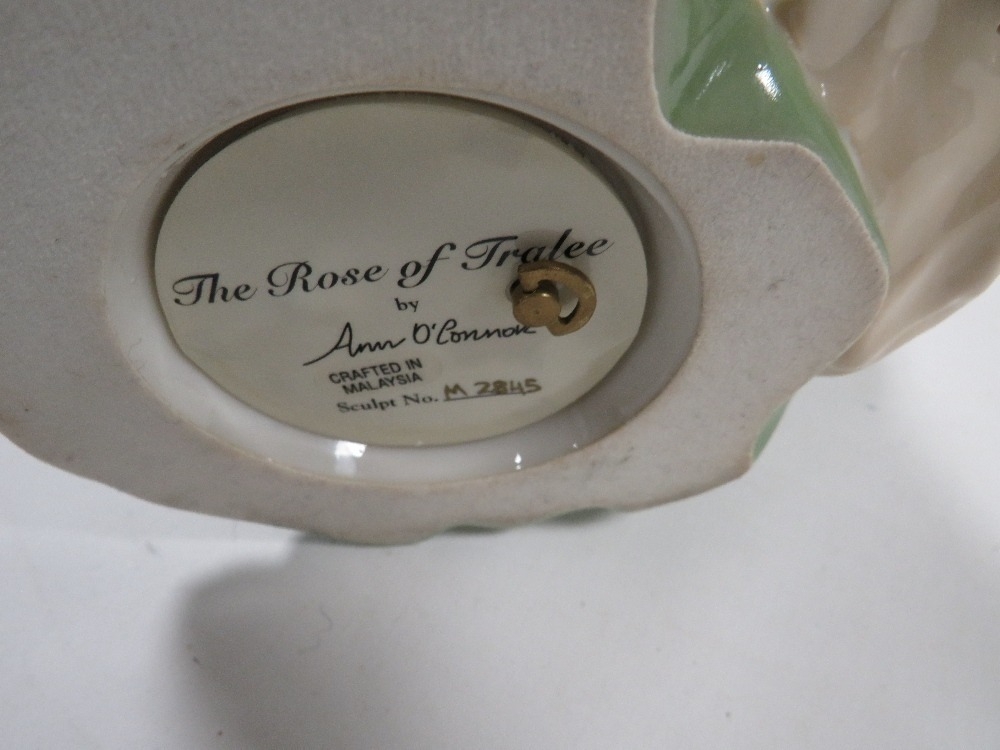 The Rose of Tralee
by
Ann O'Connor
CRAFTED IN
MALAYSIA
Sculpt No. M 2845